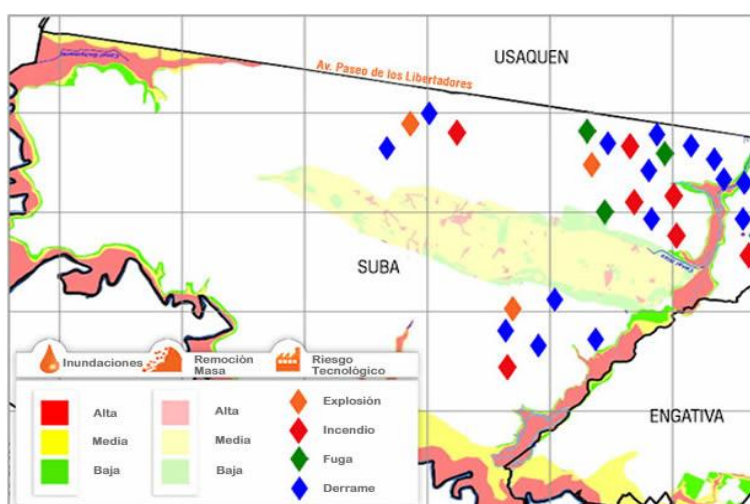 USAQUEN
Av. Paseo de los Libertadores
SUBA
ENGATIVA
Inundaciones
Remoción
Masa
Riesgo
Tecnológico
Alta
Media
Baja
Alta
Media
Baja
Explosión
Incendio
Fuga
Derrame